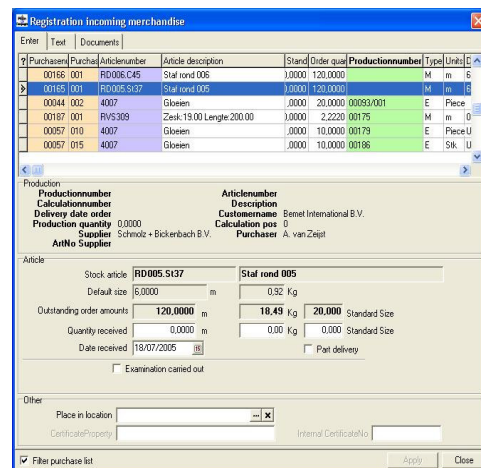 Registration incoming merchandise
Enter Text Documents
? Purchasen Purchas Articlenumber Article description Stand Order quar Productionnumber Type Units D
00166 001 RD006.C45 Staf rond 006 0,0000 120,0000 M m 6
00165 001 RD005.St37 Staf rond 005 0,0000 120,0000 M m 6
00044 002 4007 Gloeien ,0000 20,0000 00093/001 E Piece
00187 001 RVS309 Zesk:19.00 Lengte:200.00 ,0000 2,2220 00175 M m 0
00057 010 4007 Gloeien ,0000 10,0000 00179 E Piece U
00057 015 4007 Gloeien ,0000 10,0000 00186 E Stk U
Production
Productionnumber Articlenumber
Calculationnumber Description
Delivery date order Customername Bemet International B.V.
Production quantity 0,0000 Calculation pos 0
Supplier Schmolz + Bickenbach B.V. Purchaser A. van Zeijst
ArtNo Supplier
Article
Stock article RD005.St37 Staf rond 005
Default size 6,0000 m 0,92 Kg
Outstanding order amounts 120,0000 m 18,49 Kg 20,000 Standard Size
Quantity received 0,0000 m 0,00 Kg 0,000 Standard Size
Date received 18/07/2005 Part delivery
Examination carried out
Other
Place in location ...
CertificateProperty Internal CertificateNo
Filter purchase list Apply Close